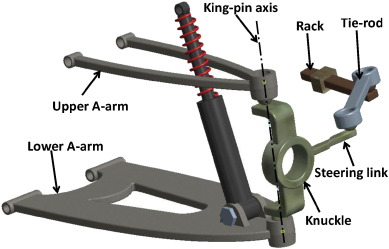 King-pin axis
Tie-rod
Rack
Upper A-arm
Lower A-arm
Steering link
Knuckle